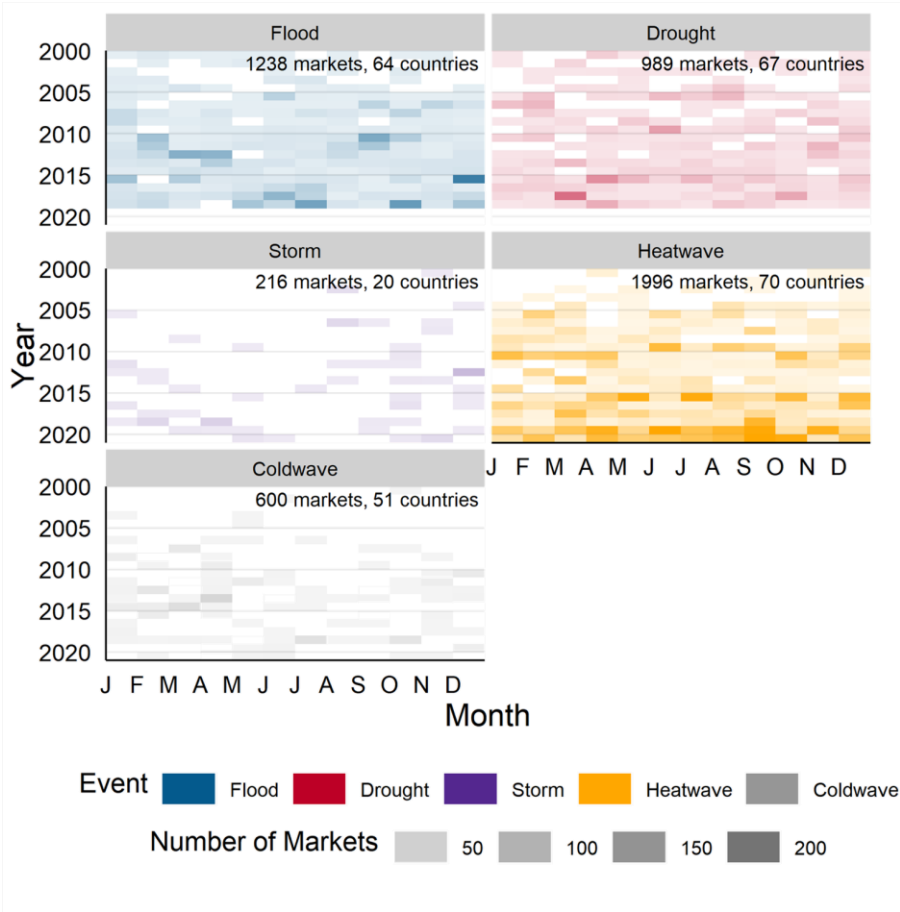 Flood
Drought
1238 markets, 64 countries
989 markets, 67 countries
2000
2005
2010
2015
2020
Storm
Heatwave
216 markets, 20 countries
1996 markets, 70 countries
2000
2005
2010
2015
2020
Year
J F M A M J J A S O N D
Coldwave
600 markets, 51 countries
2000
2005
2010
2015
2020
J F M A M J J A S O N D
Month
Event Flood Drought Storm Heatwave Coldwave
Number of Markets 50 100 150 200